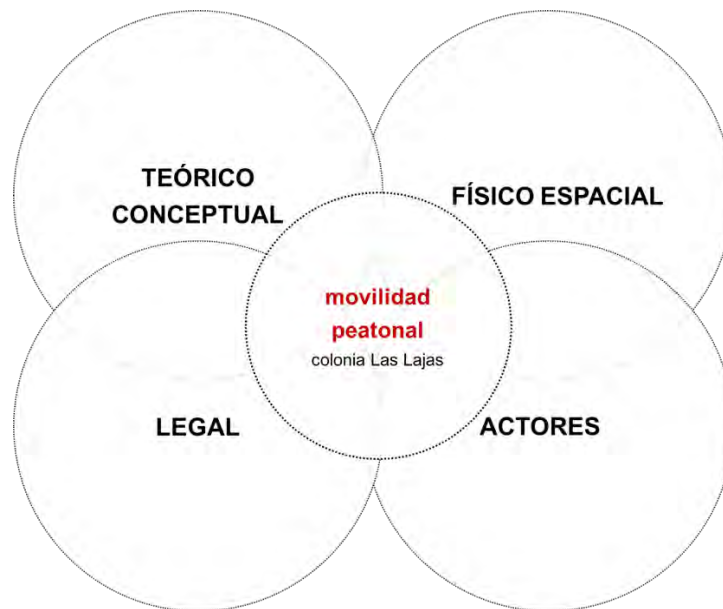 TEÓRICO
CONCEPTUAL
FÍSICO ESPACIAL
movilidad
peatonal
colonia Las Lajas
LEGAL
ACTORES